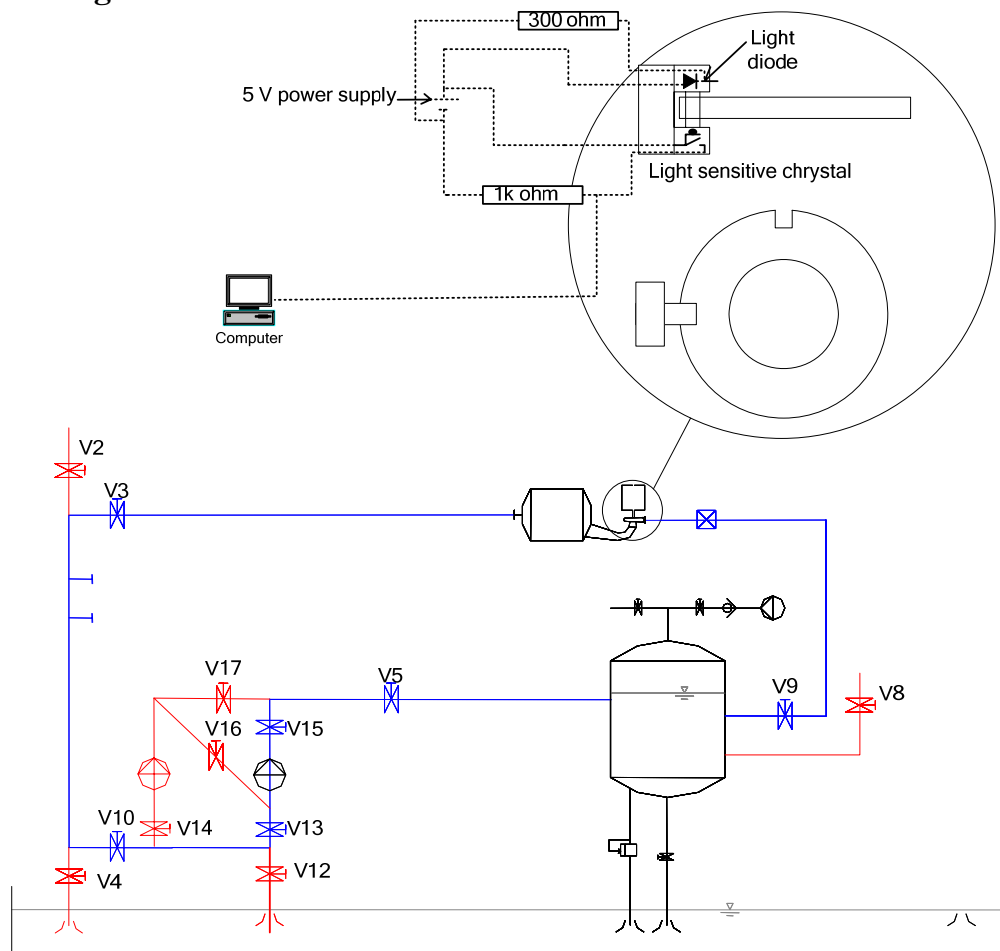 300 ohm
Light
diode
5 V power supply
Light sensitive chrystal
1k ohm
Computer
V2
V3
V17
V5
V9
V8
V16
V15
V10
V14
V13
V4
V12